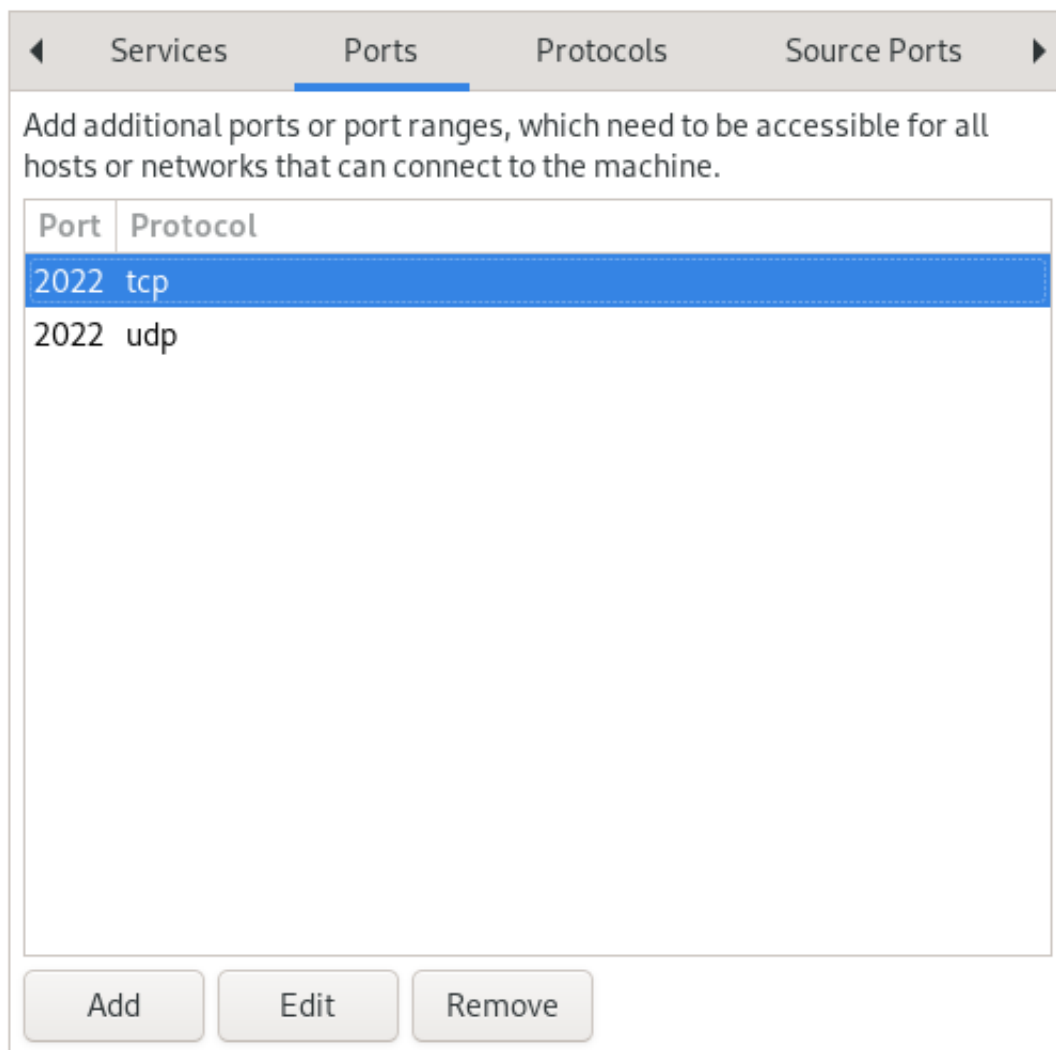 Services Ports Protocols Source Ports
Add additional ports or port ranges, which need to be accessible for all
hosts or networks that can connect to the machine.
Port Protocol
2022 tcp
2022 udp
Add Edit Remove